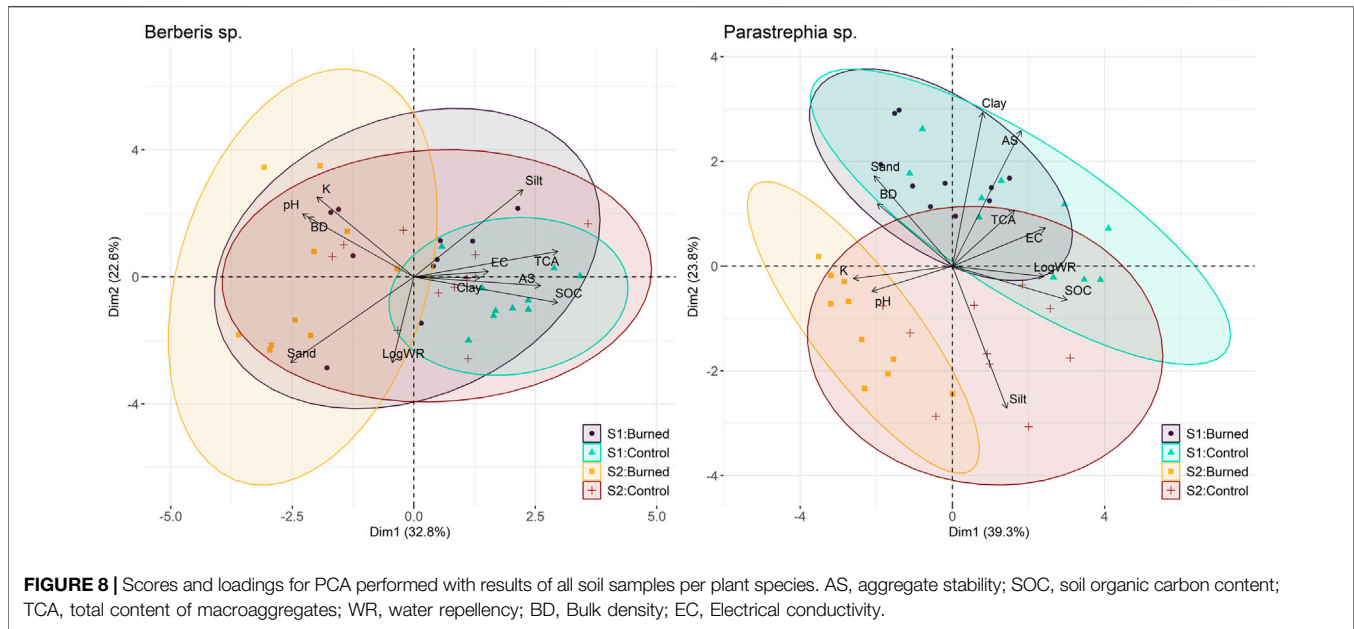 Berberis sp.
Parastrephia sp.
Dim2 (22.6%)
4
0
-4
-5.0
-2.5
0.0
2.5
5.0
Dim1 (32.8%)
K
pH
BD
Silt
EC
TCA
AS
Clay
SOC
Sand
LogWR
S1:Burned
S1:Control
S2:Burned
S2:Control
Dim2 (23.8%)
4
2
0
-2
-4
-4
0
4
Dim1 (39.3%)
Clay
AS
Sand
BD
TCA
EC
LogWR
K
pH
SOC
Silt
S1:Burned
S1:Control
S2:Burned
S2:Control
FIGURE 8 | Scores and loadings for PCA performed with results of all soil samples per plant species. AS, aggregate stability; SOC, soil organic carbon content;
TCA, total content of macroaggregates; WR, water repellency; BD, Bulk density; EC, Electrical conductivity.